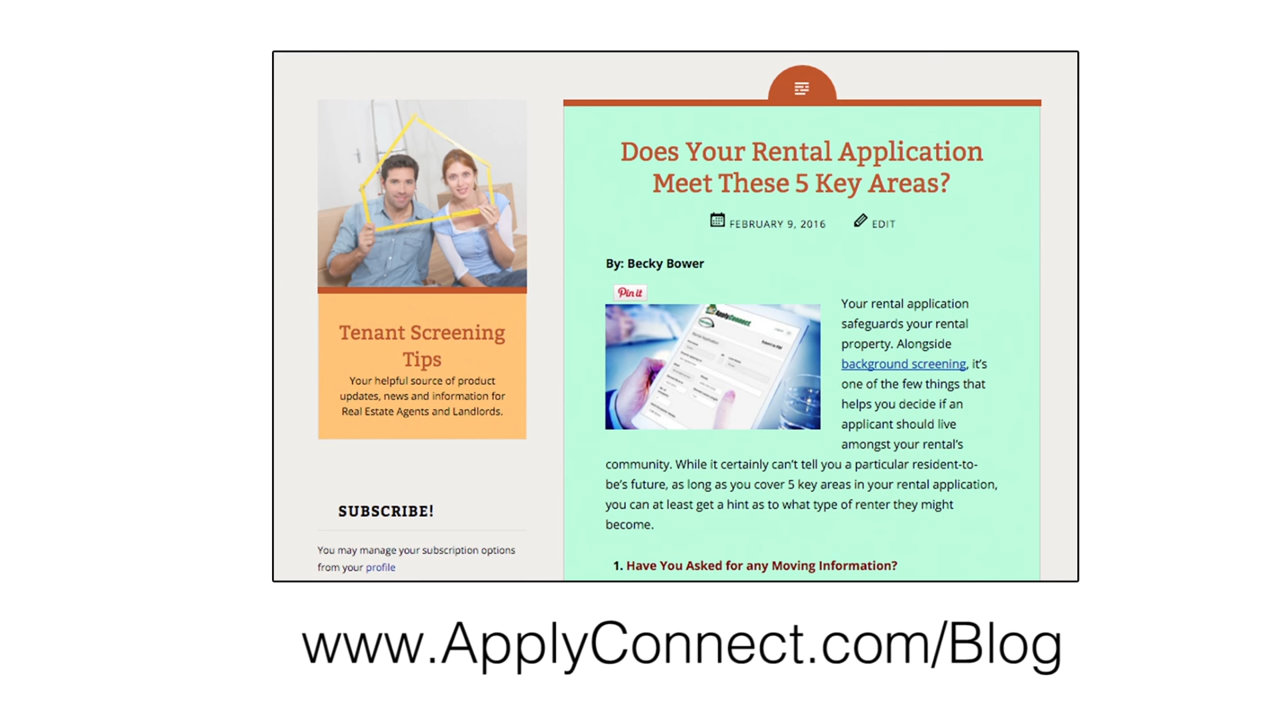 Tenant Screening
Tips
Your helpful source of product
updates, news and information for
Real Estate Agents and Landlords.
SUBSCRIBE!
You may manage your subscription options
from your profile
Does Your Rental Application
Meet These 5 Key Areas?
FEBRUARY 9, 2016 EDIT
By: Becky Bower
Pin it
ApplyConnect
Your rental application
safeguards your rental
property. Alongside
background screening, it's
one of the few things that
helps you decide if an
applicant should live
amongst your rental's
community. While it certainly can't tell you a particular resident-to-
be's future, as long as you cover 5 key areas in your rental application,
you can at least get a hint as to what type of renter they might
become.
1. Have You Asked for any Moving Information?
www.ApplyConnect.com/Blog